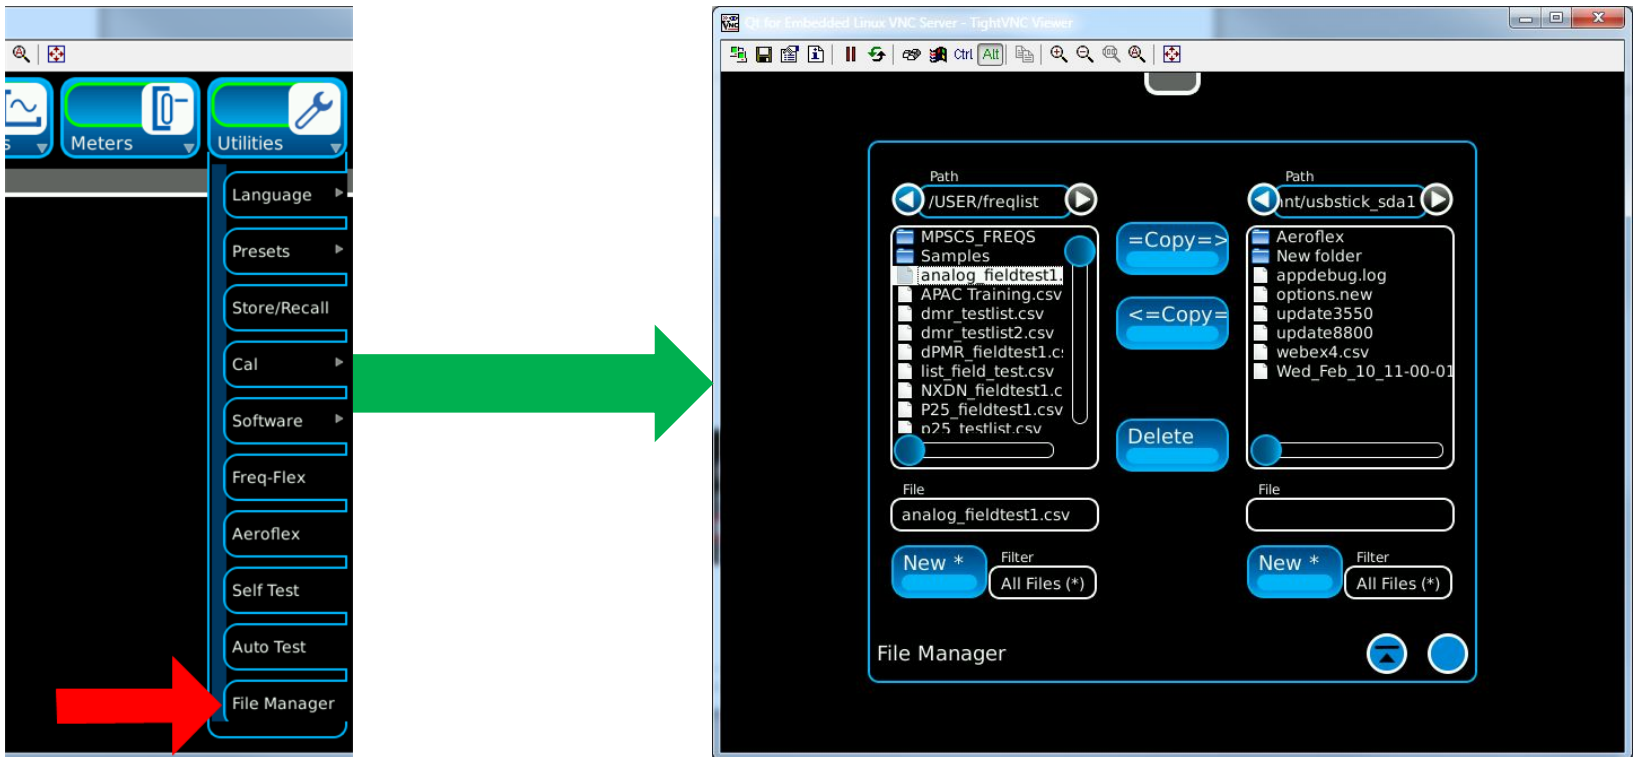 Meters
Utilities
Language
Presets
Store/Recall
Cal
Software
Freq-Flex
Aeroflex
Self Test
Auto Test
File Manager
Qt for Embedded Linux VNC Server - TightVNC Viewer
Ctrl Alt
Path
/USER/freqlist
MPSCS_FREQS
Samples
analog_fieldtest1.
APAC Training.csv
dmr_testlist.csv
dmr_testlist2.csv
dPMR_fieldtest1.c
list_field_test.csv
NXDN_fieldtest1.c
P25_fieldtest1.csv
p25_testlist.csv
File
analog_fieldtest1.csv
New *
Filter
All Files (*)
=Copy=>
<=Copy=
Delete
Path
nt/usbstick_sda1
Aeroflex
New folder
appdebug.log
options.new
update3550
update8800
webex4.csv
Wed_Feb_10_11-00-01
File
New *
Filter
All Files (*)
File Manager